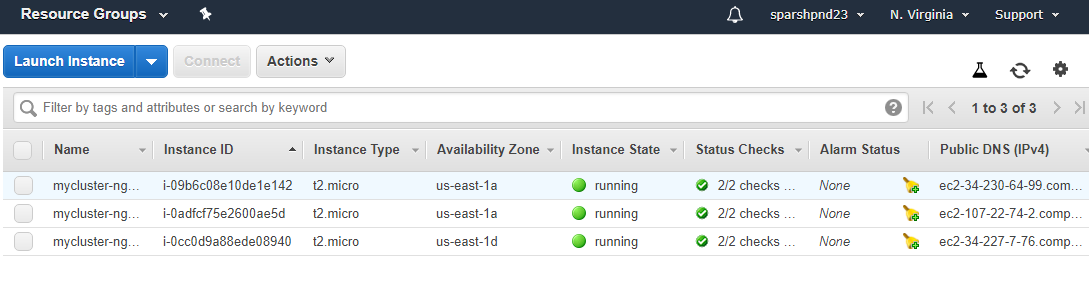 Resource Groups sparshpnd23 N. Virginia Support
Launch Instance Connect Actions
Filter by tags and attributes or search by keyword ? 1 to 3 of 3
Name Instance ID Instance Type Availability Zone Instance State Status Checks Alarm Status Public DNS (IPv4)
mycluster-ng... i-09b6c08e10de1e142 t2.micro us-east-1a running 2/2 checks ... None ec2-34-230-64-99.com...
mycluster-ng... i-0adfcf75e2600ae5d t2.micro us-east-1a running 2/2 checks ... None ec2-107-22-74-2.comp...
mycluster-ng... i-0cc0d9a88ede08940 t2.micro us-east-1d running 2/2 checks ... None ec2-34-227-7-76.comp...